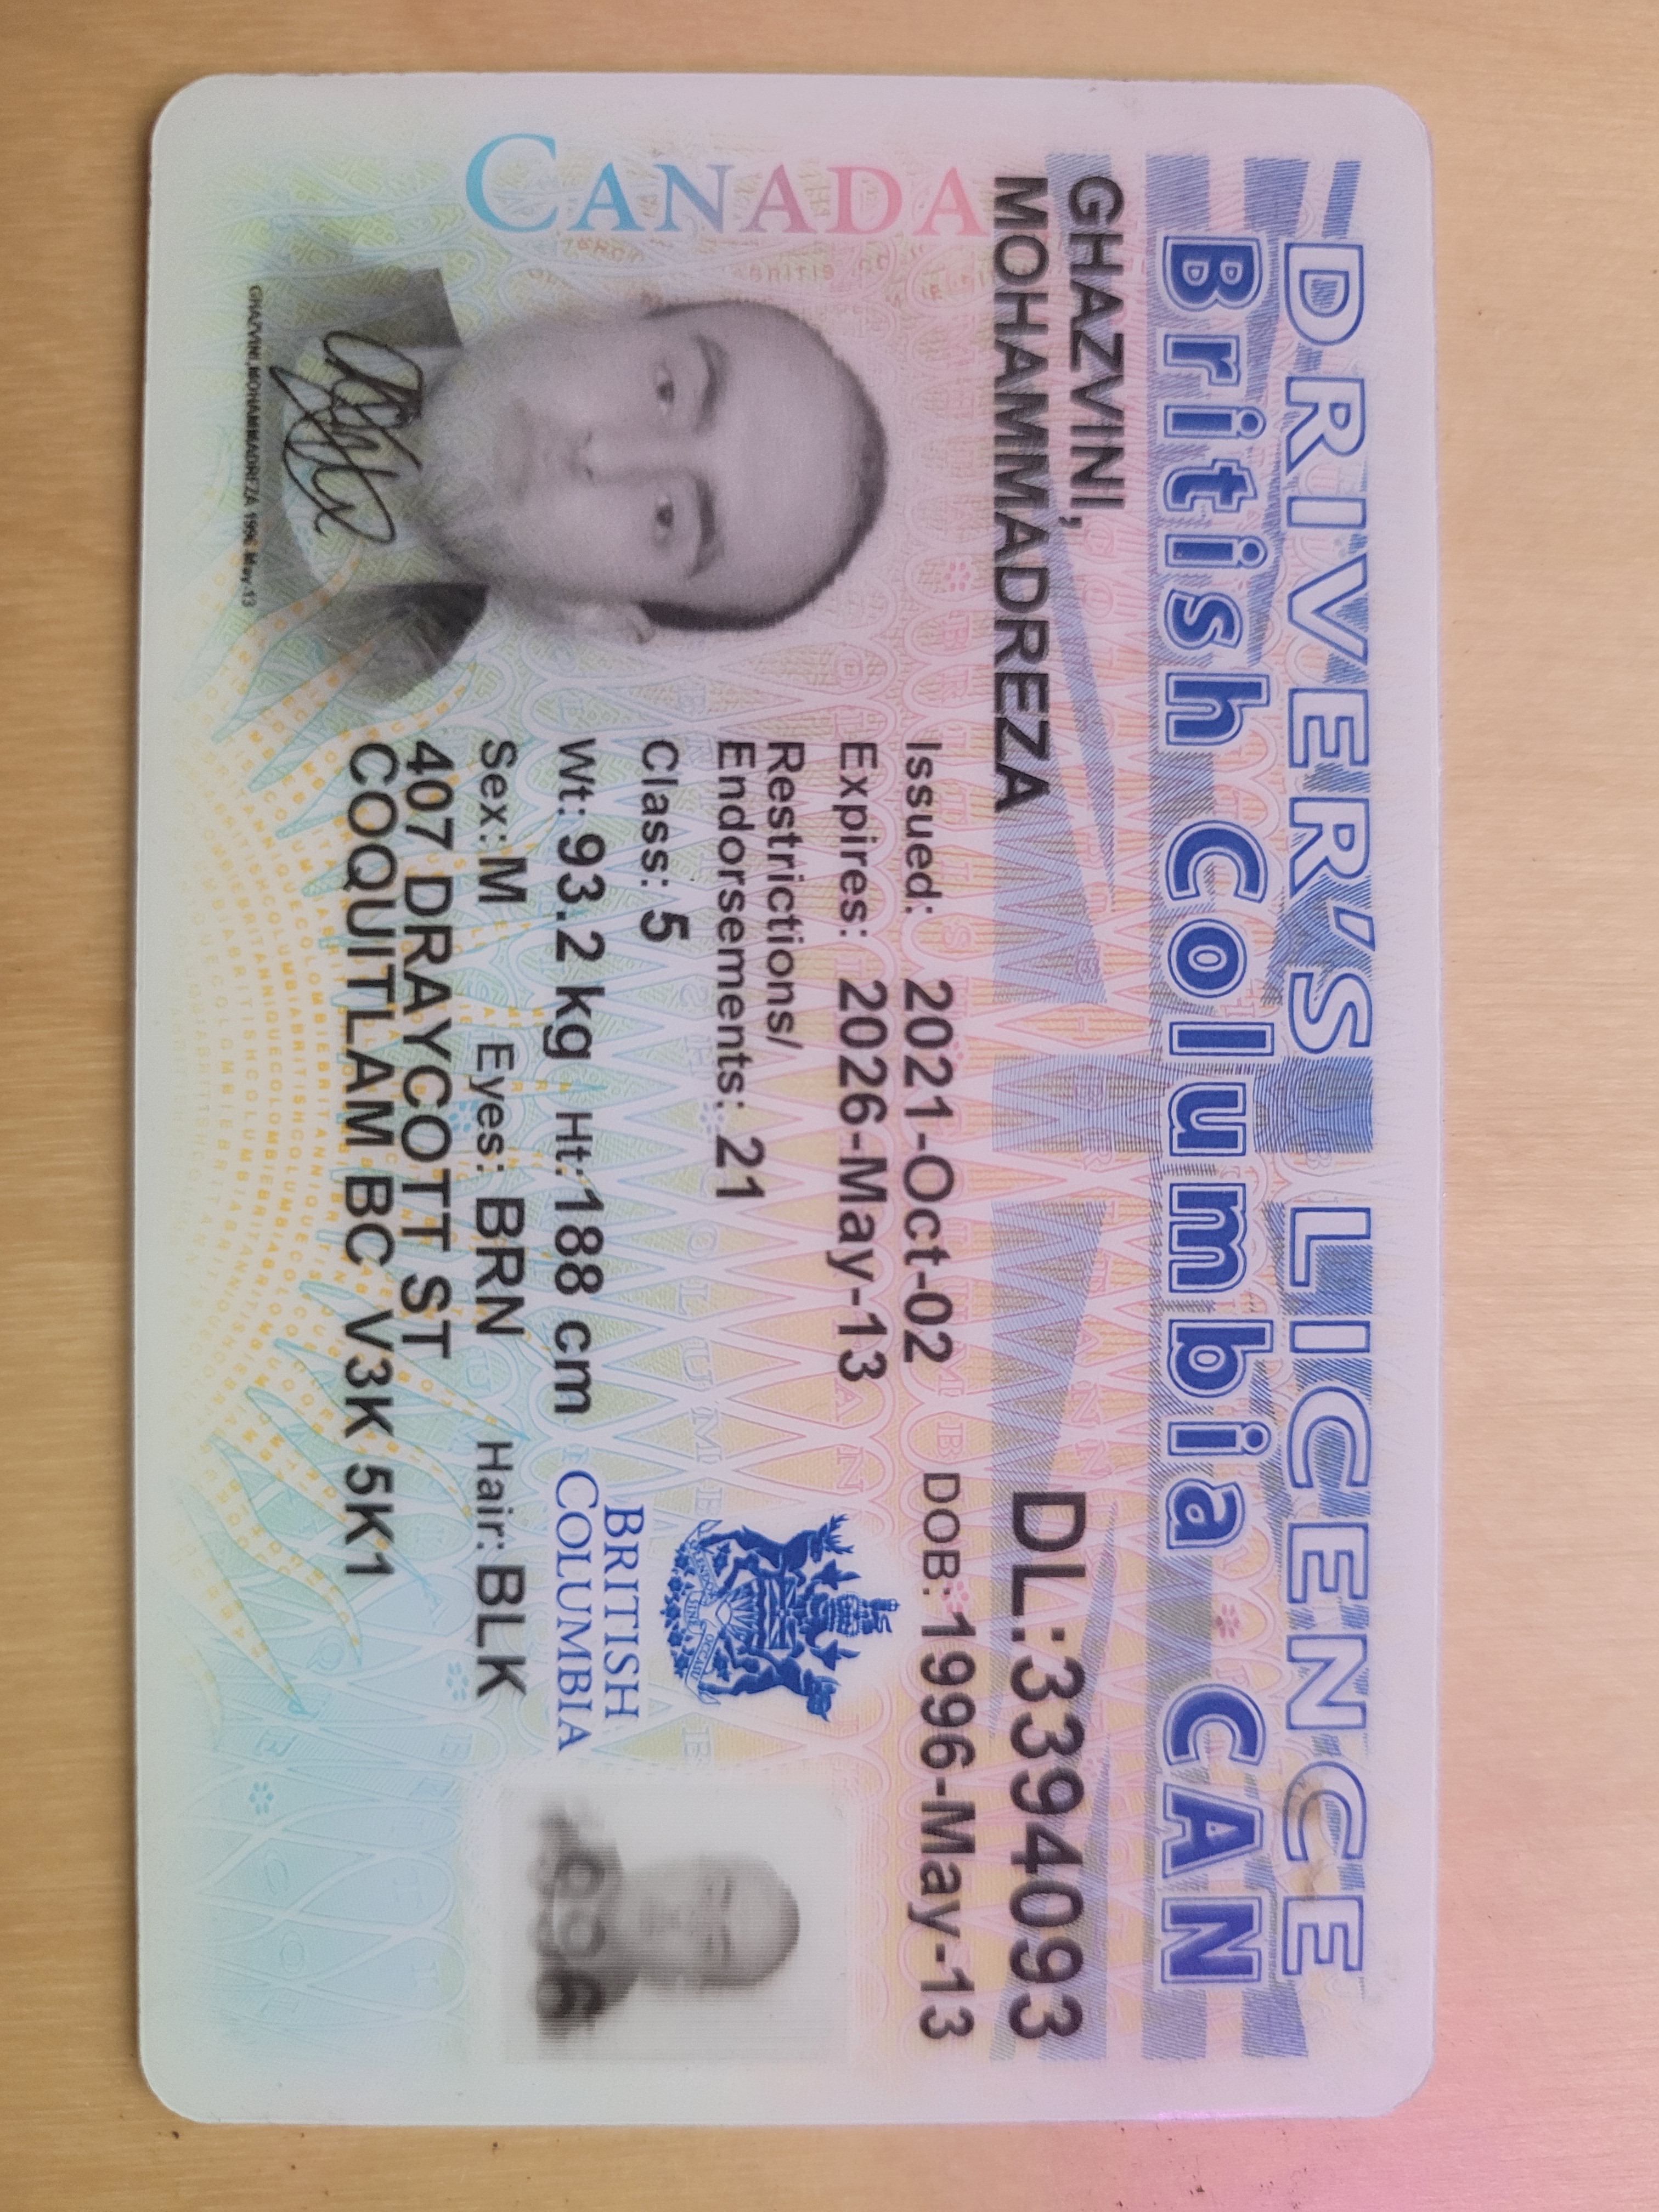 DRIVER'S LICENCE
British Columbia CAN
GHAZVINI,
MOHAMMADREZA
DL:3394093
Issued: 2021-Oct-02
DOB: 1996-May-13
Expires: 2026-May-13
Restrictions/
Endorsements: 21
Class: 5
Wt: 93.2 kg Ht: 188 cm
Sex: M Eyes: BRN Hair: BLK
407 DRAYCOTT ST
COQUITLAM BC V3K 5K1
BRITISH
COLUMBIA
CANADA
GHAZVINI, MOHAMMADREZA 1996-May-13
1996